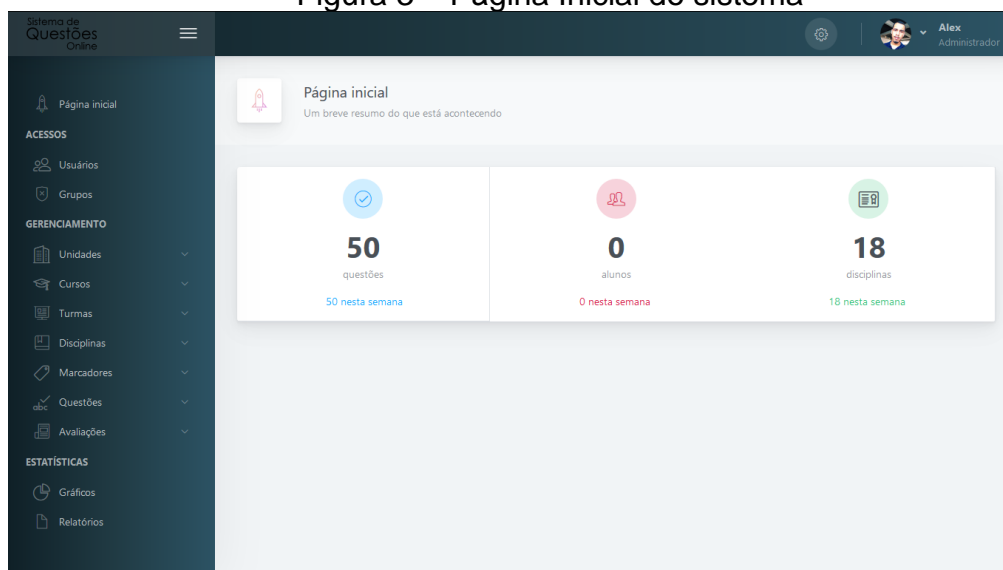 Página Inicial do sistema
Sistema de
Questões
Online
Alex
Administrador
Página inicial
ACESSOS
Usuários
Grupos
GERENCIAMENTO
Unidades
Cursos
Turmas
Disciplinas
Marcadores
abc Questões
Avaliações
ESTATÍSTICAS
Gráficos
Relatórios
Página inicial
Um breve resumo do que está acontecendo
50
questões
50 nesta semana
0
alunos
0 nesta semana
18
disciplinas
18 nesta semana